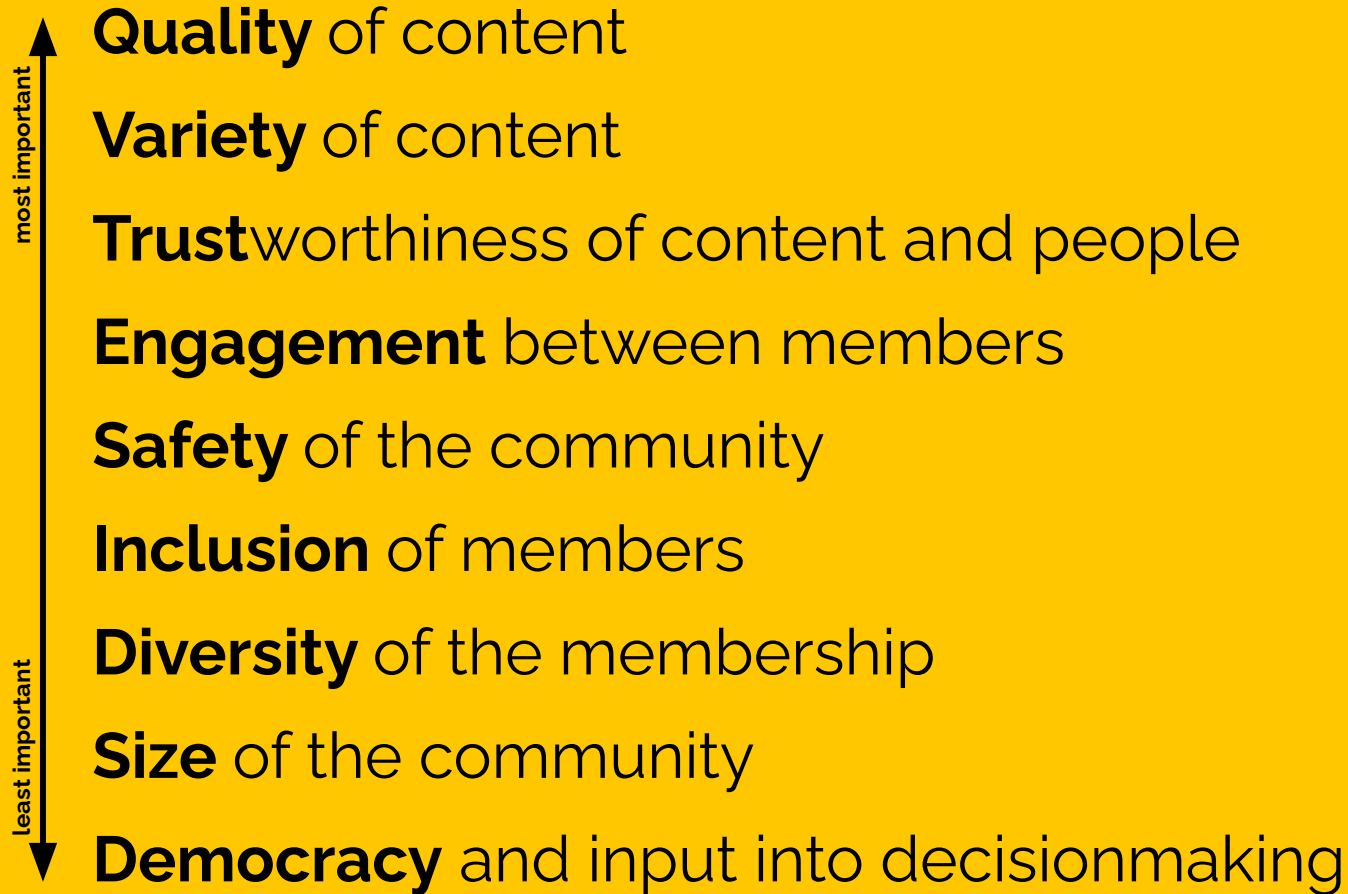 Quality of content
most important
Variety of content
Trustworthiness of content and people
Engagement between members
Safety of the community
Inclusion of members
Diversity of the membership
least important
Size of the community
Democracy and input into decisionmaking